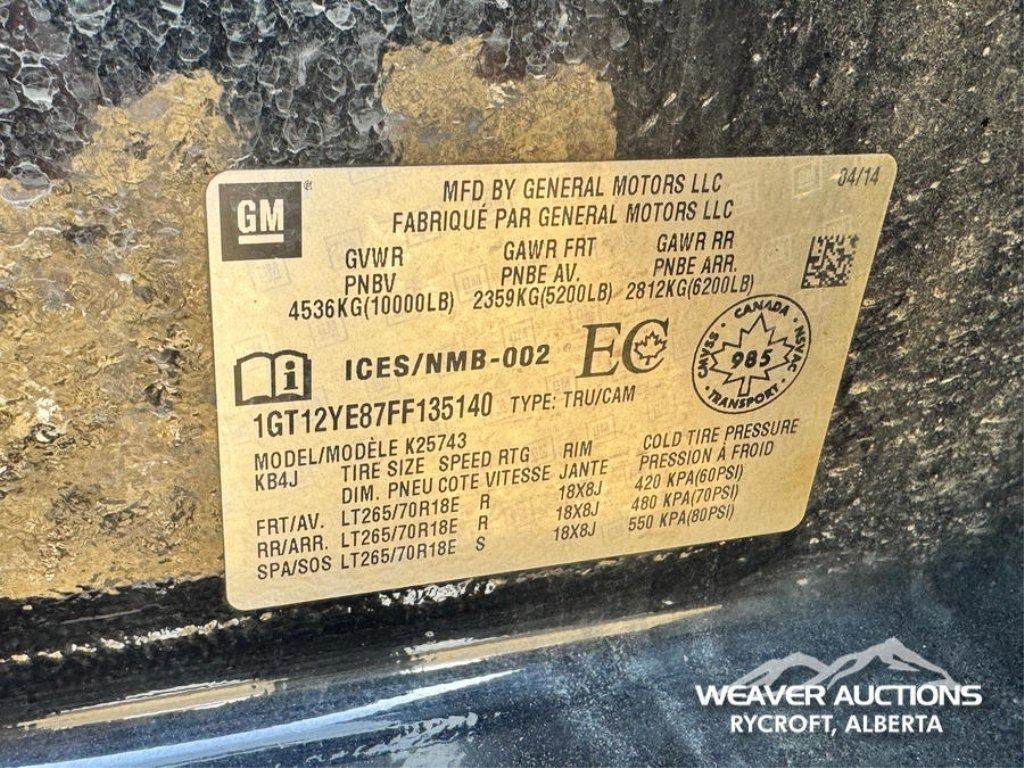 GM
MFD BY GENERAL MOTORS LLC
04/14
FABRIQUÉ PAR GENERAL MOTORS LLC
GVWR GAWR FRT GAWR RR
PNBV PNBE AV. PNBE ARR.
4536KG(10000LB) 2359KG(5200LB) 2812KG(6200LB)
ICES/NMB-002 EC
CANADA
CMVSS 985 NSVAC
TRANSPORT
1GT12YE87FF135140 TYPE: TRU/CAM
MODEL/MODÈLE K25743
KB4J TIRE SIZE SPEED RTG RIM COLD TIRE PRESSURE
DIM. PNEU COTE VITESSE JANTE PRESSION À FROID
FRT/AV. LT265/70R18E R 18X8J 420 KPA(60PSI)
RR/ARR. LT265/70R18E R 18X8J 480 KPA(70PSI)
SPA/SOS LT265/70R18E S 18X8J 550 KPA(80PSI)
WEAVER AUCTIONS
RYCROFT, ALBERTA